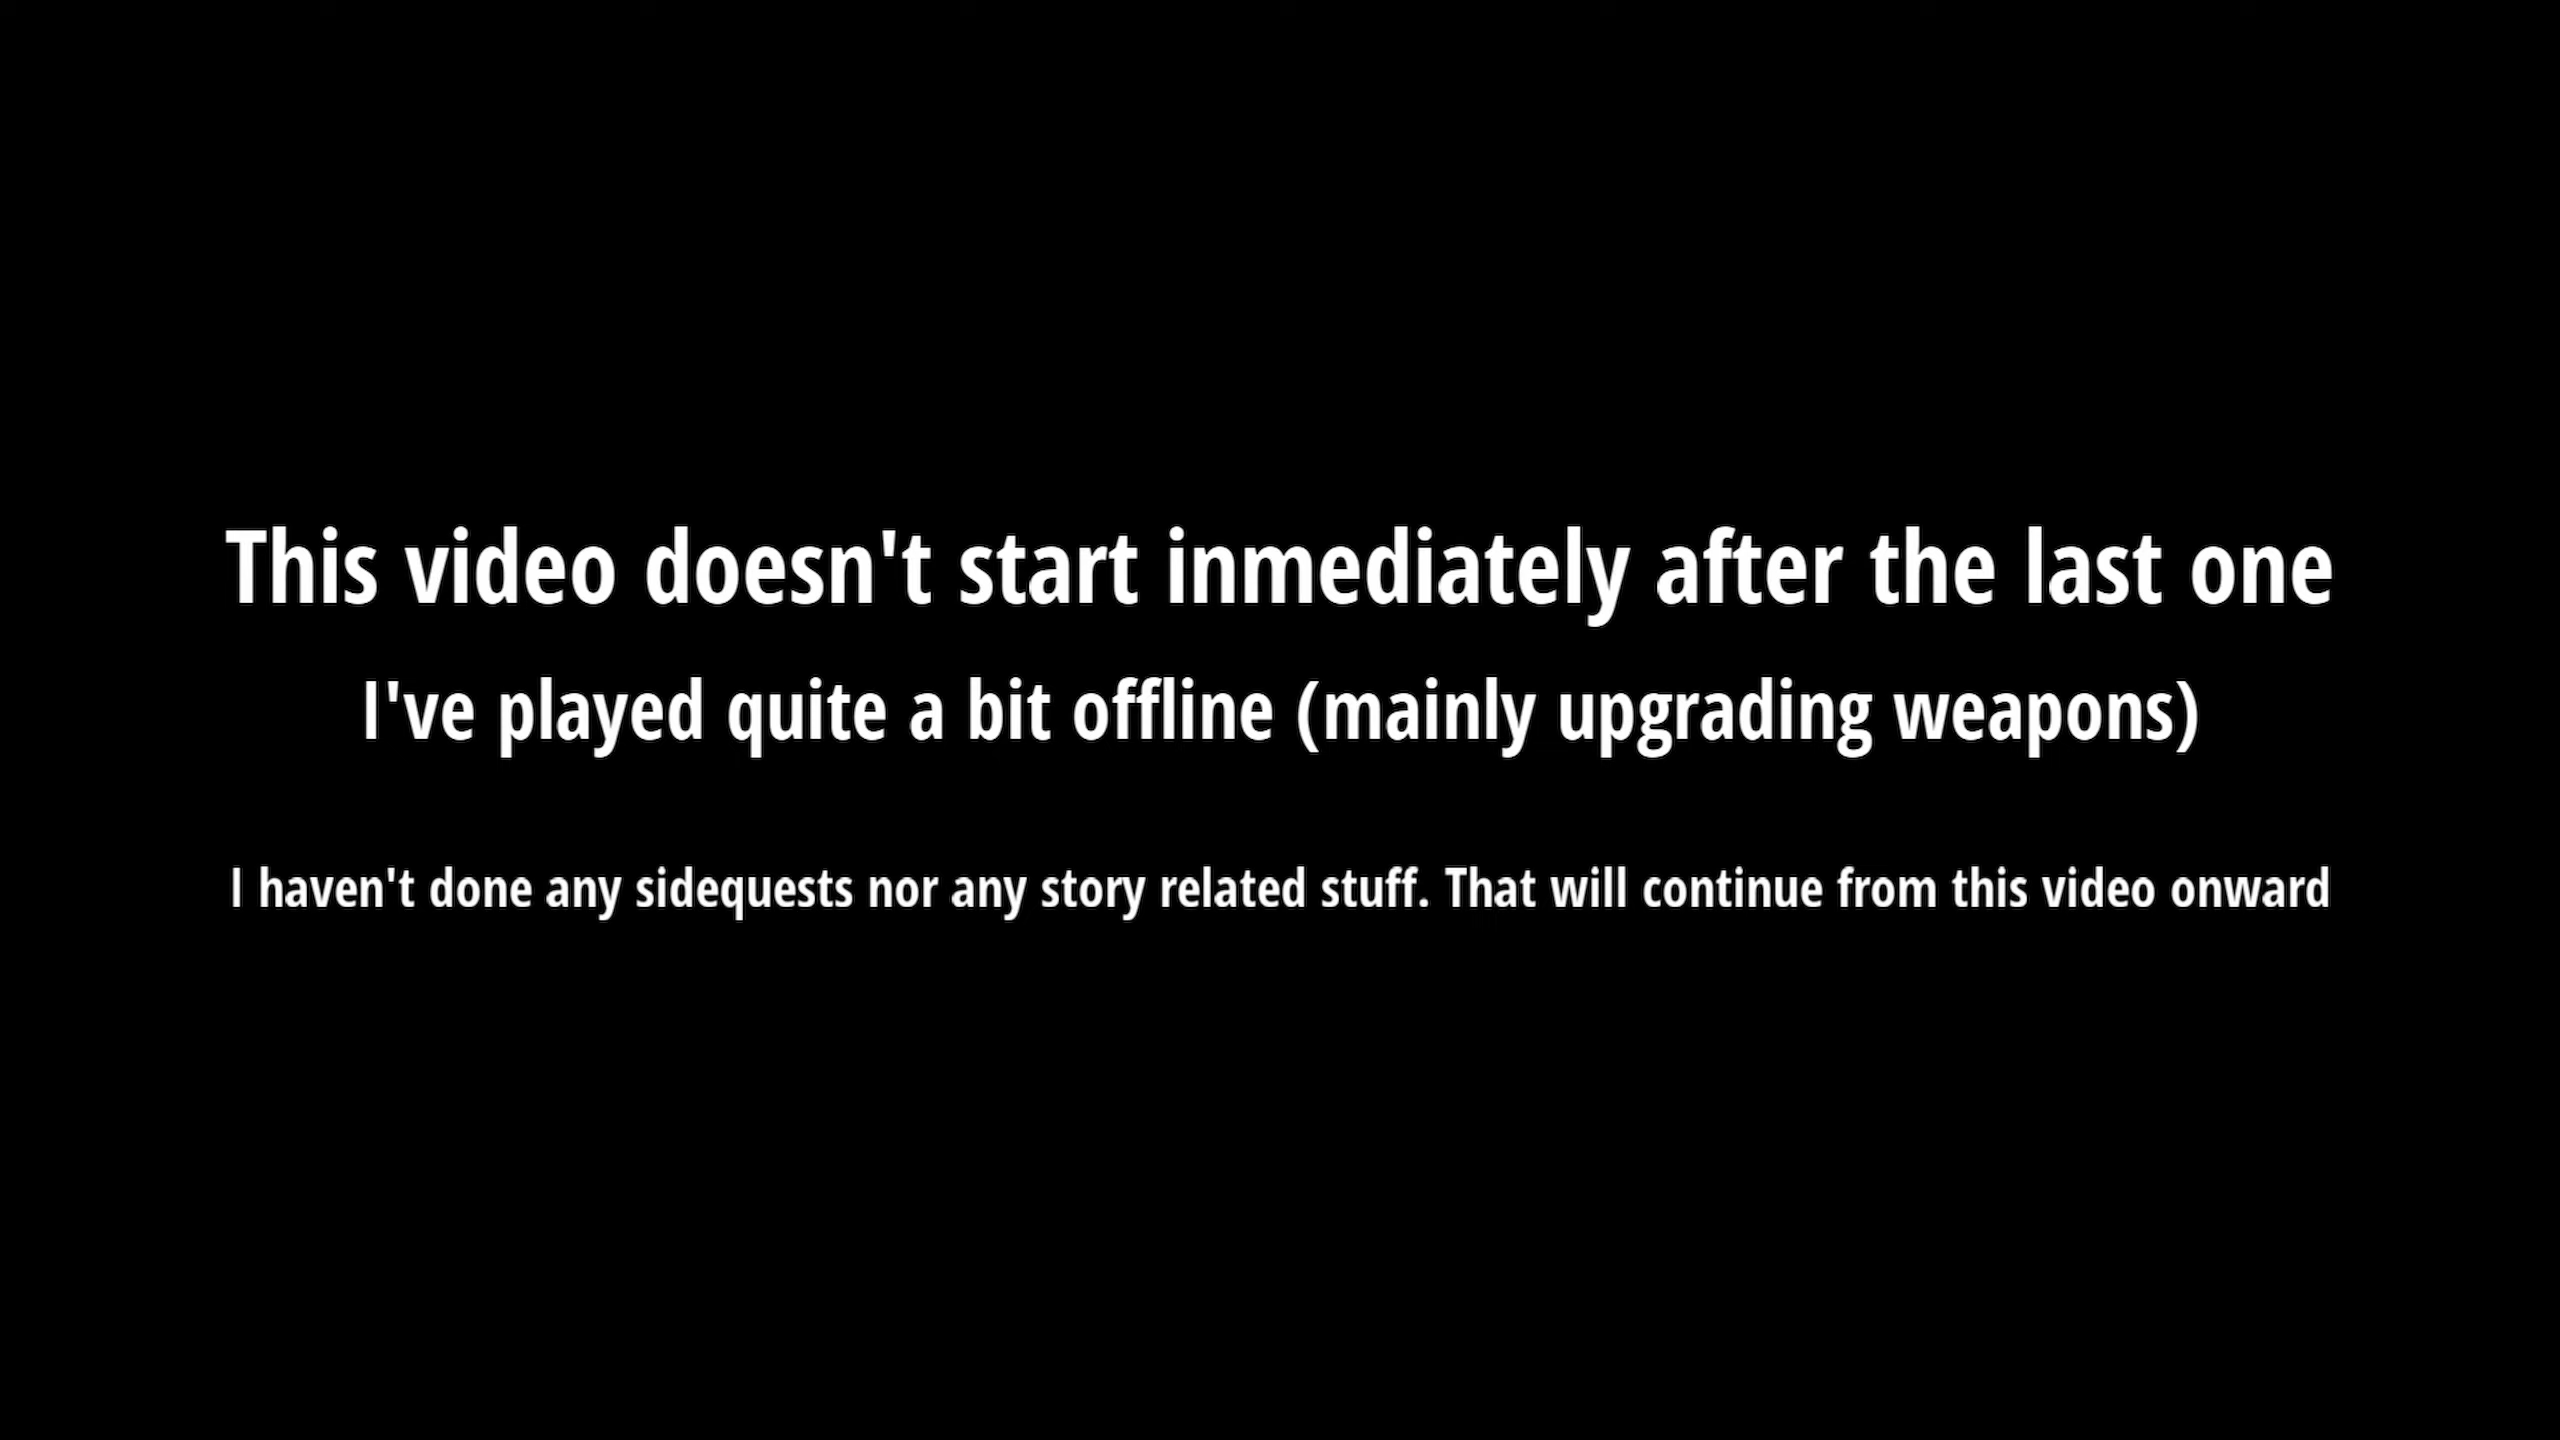 This video doesn't start inmediately after the last one
I've played quite a bit offline (mainly upgrading weapons)
I haven't done any sidequests nor any story related stuff. That will continue from this video onward